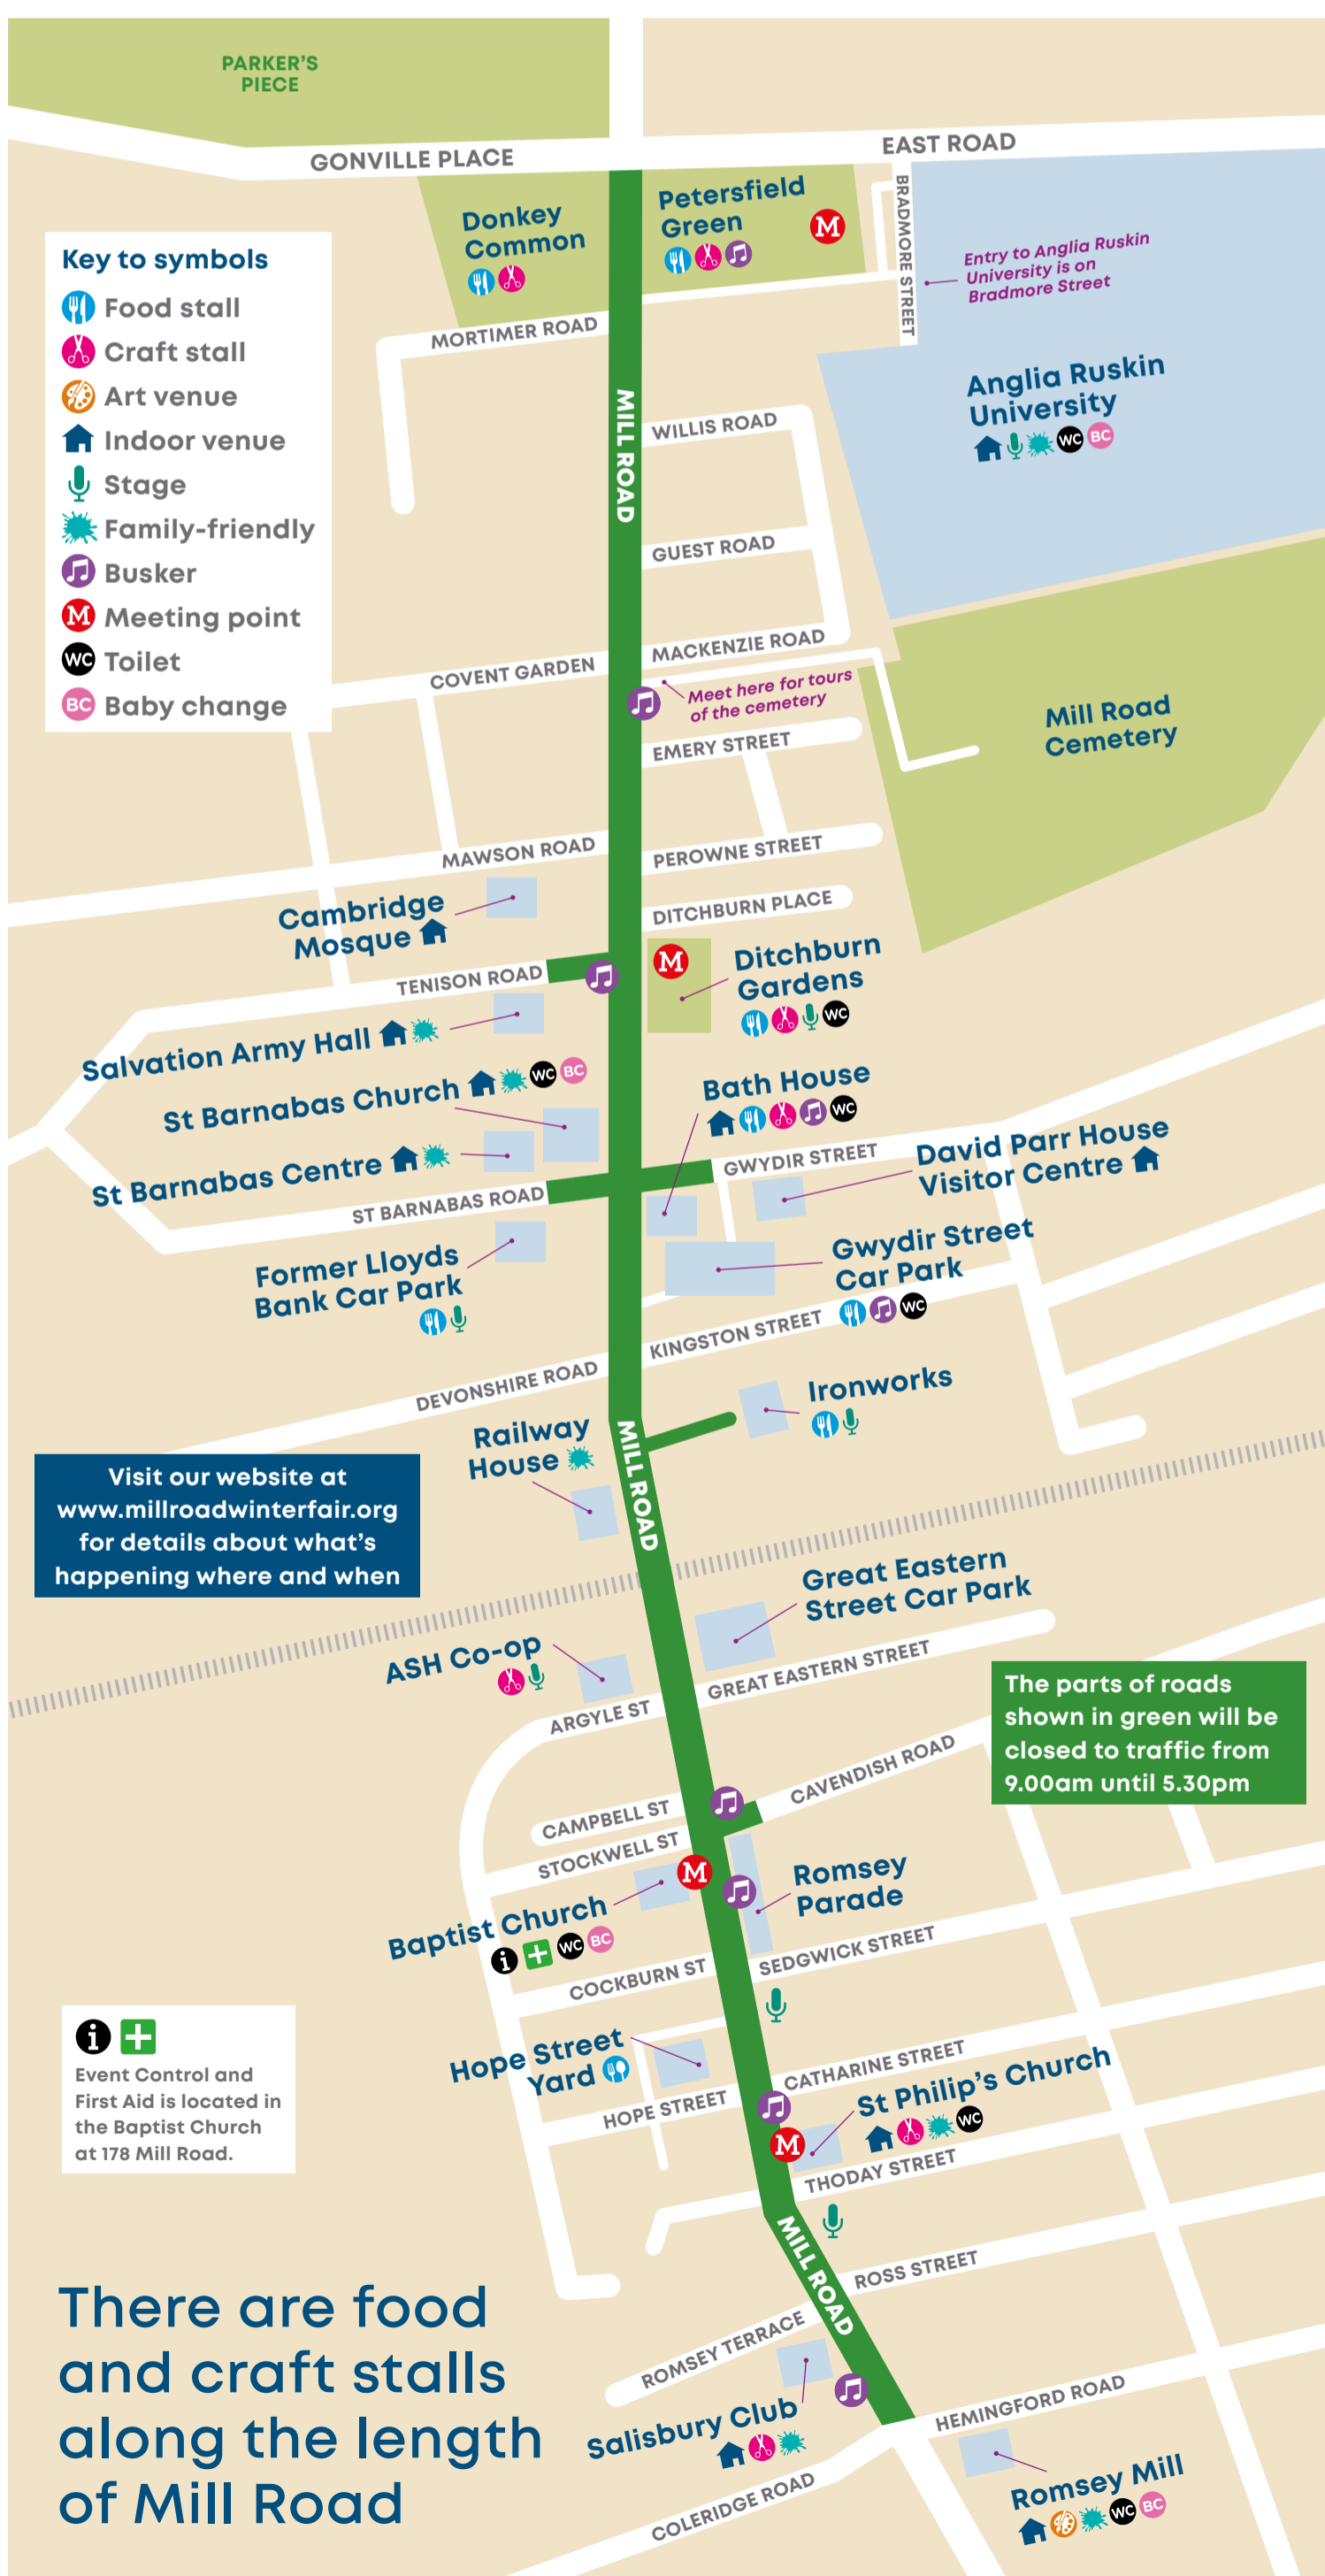 PARKER'S
PIECE
GONVILLE PLACE
EAST ROAD
BRADMORE STREET
Donkey
Common
Petersfield
Green
M
Entry to Anglia Ruskin
University is on
Bradmore Street
Key to symbols
Food stall
Craft stall
Art venue
Indoor venue
Stage
Family-friendly
Busker
M Meeting point
WC Toilet
BC Baby change
MORTIMER ROAD
MILL ROAD
WILLIS ROAD
Anglia Ruskin
University
WC BC
GUEST ROAD
MACKENZIE ROAD
COVENT GARDEN
Meet here for tours
of the cemetery
Mill Road
Cemetery
EMERY STREET
MAWSON ROAD
PEROWNE STREET
Cambridge
Mosque
DITCHBURN PLACE
TENISON ROAD
M
Ditchburn
Gardens
WC
Salvation Army Hall
St Barnabas Church WC BC
Bath House
WC
St Barnabas Centre
GWYDIR STREET
David Parr House
Visitor Centre
ST BARNABAS ROAD
Former Lloyds
Bank Car Park
Gwydir Street
Car Park
WC
KINGSTON STREET
DEVONSHIRE ROAD
Ironworks
Railway
House
MILL ROAD
Visit our website at
www.millroadwinterfair.org
for details about what's
happening where and when
Great Eastern
Street Car Park
ASH Co-op
GREAT EASTERN STREET
ARGYLE ST
The parts of roads
shown in green will be
closed to traffic from
9.00am until 5.30pm
CAVENDISH ROAD
CAMPBELL ST
STOCKWELL ST
M
Romsey
Parade
Baptist Church
i WC BC
SEDGWICK STREET
COCKBURN ST
i
Event Control and
First Aid is located in
the Baptist Church
at 178 Mill Road.
Hope Street
Yard
CATHARINE STREET
HOPE STREET
St Philip's Church
WC
M
THODAY STREET
MILL ROAD
ROSS STREET
ROMSEY TERRACE
There are food
and craft stalls
along the length
of Mill Road
Salisbury Club
HEMINGFORD ROAD
COLERIDGE ROAD
Romsey Mill
WC BC